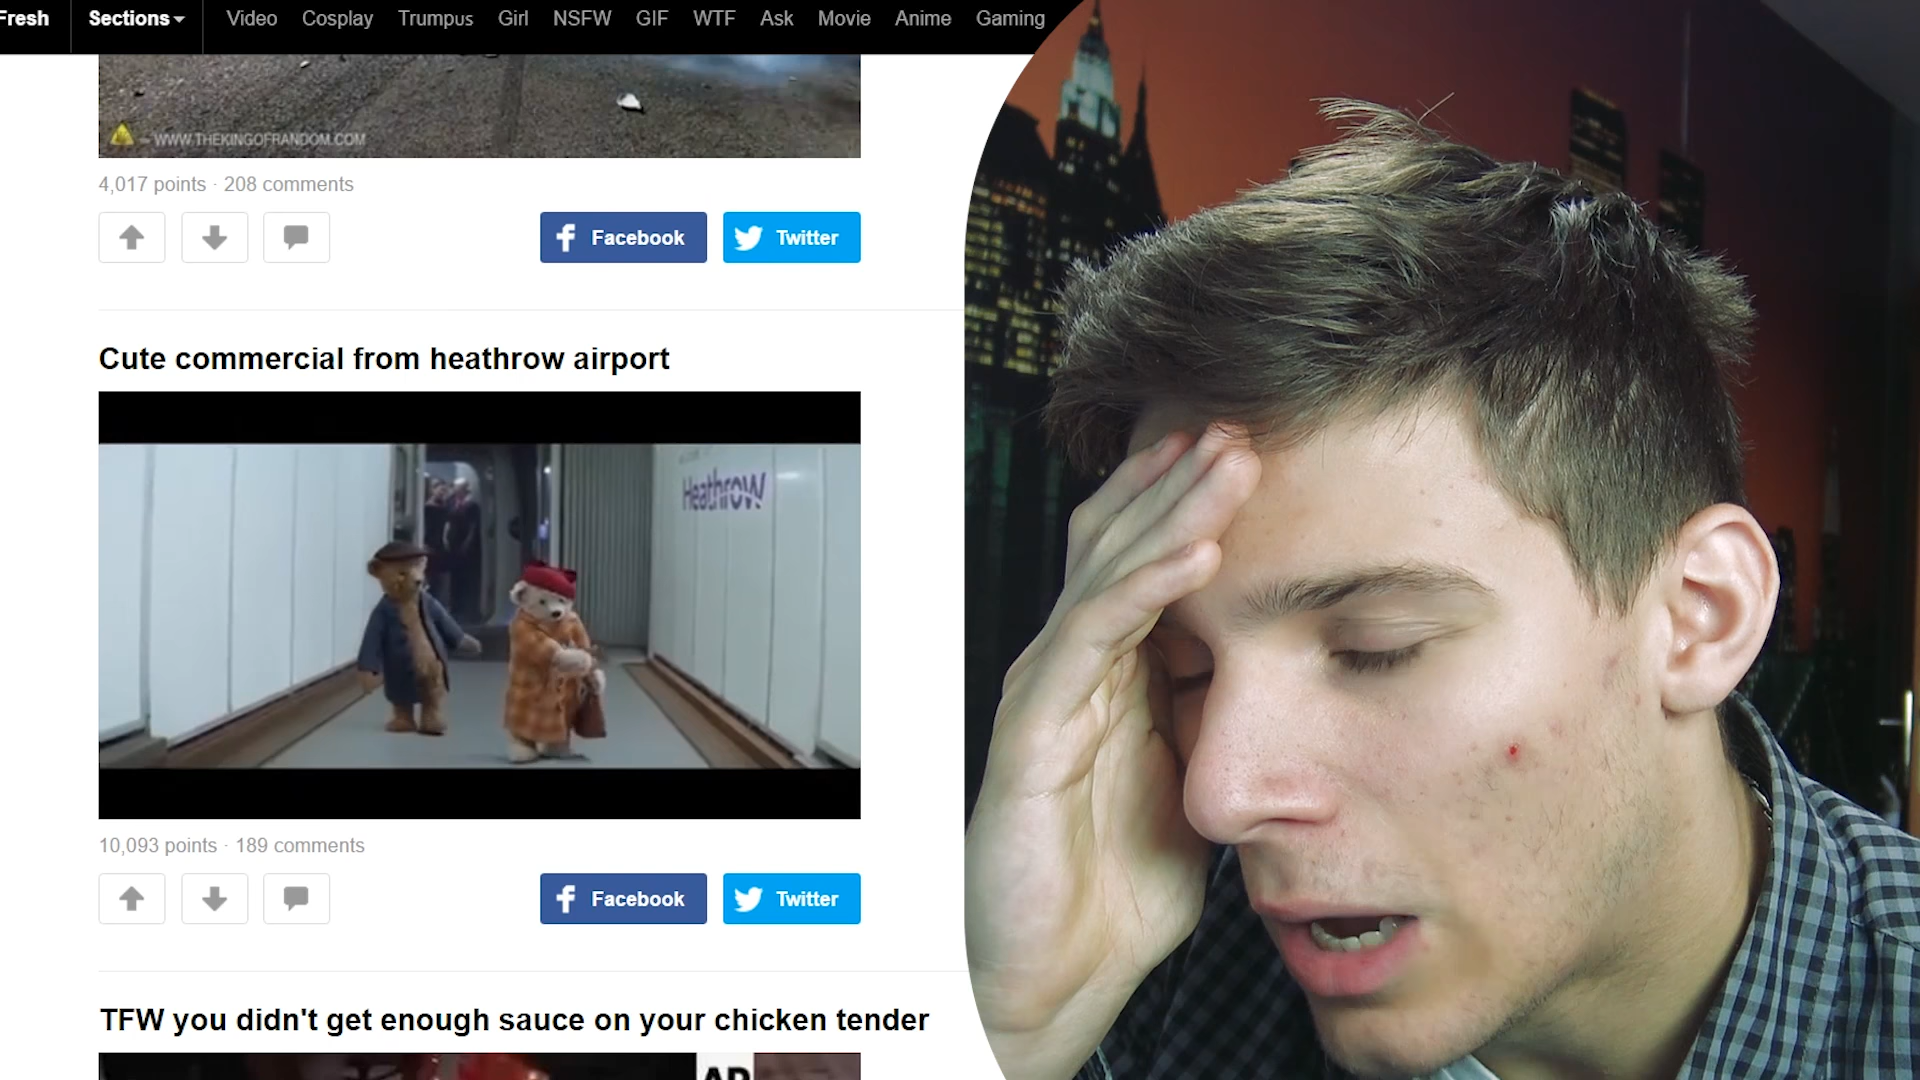 Fresh
Sections
Video
Cosplay
Trumpus
Girl
NSFW
GIF
WTF
Ask
Movie
Anime
Gaming
– WWW.THEKINGOFRANDOM.COM
4,017 points · 208 comments
Facebook
Twitter
Cute commercial from heathrow airport
Heathrow
10,093 points · 189 comments
Facebook
Twitter
TFW you didn't get enough sauce on your chicken tender